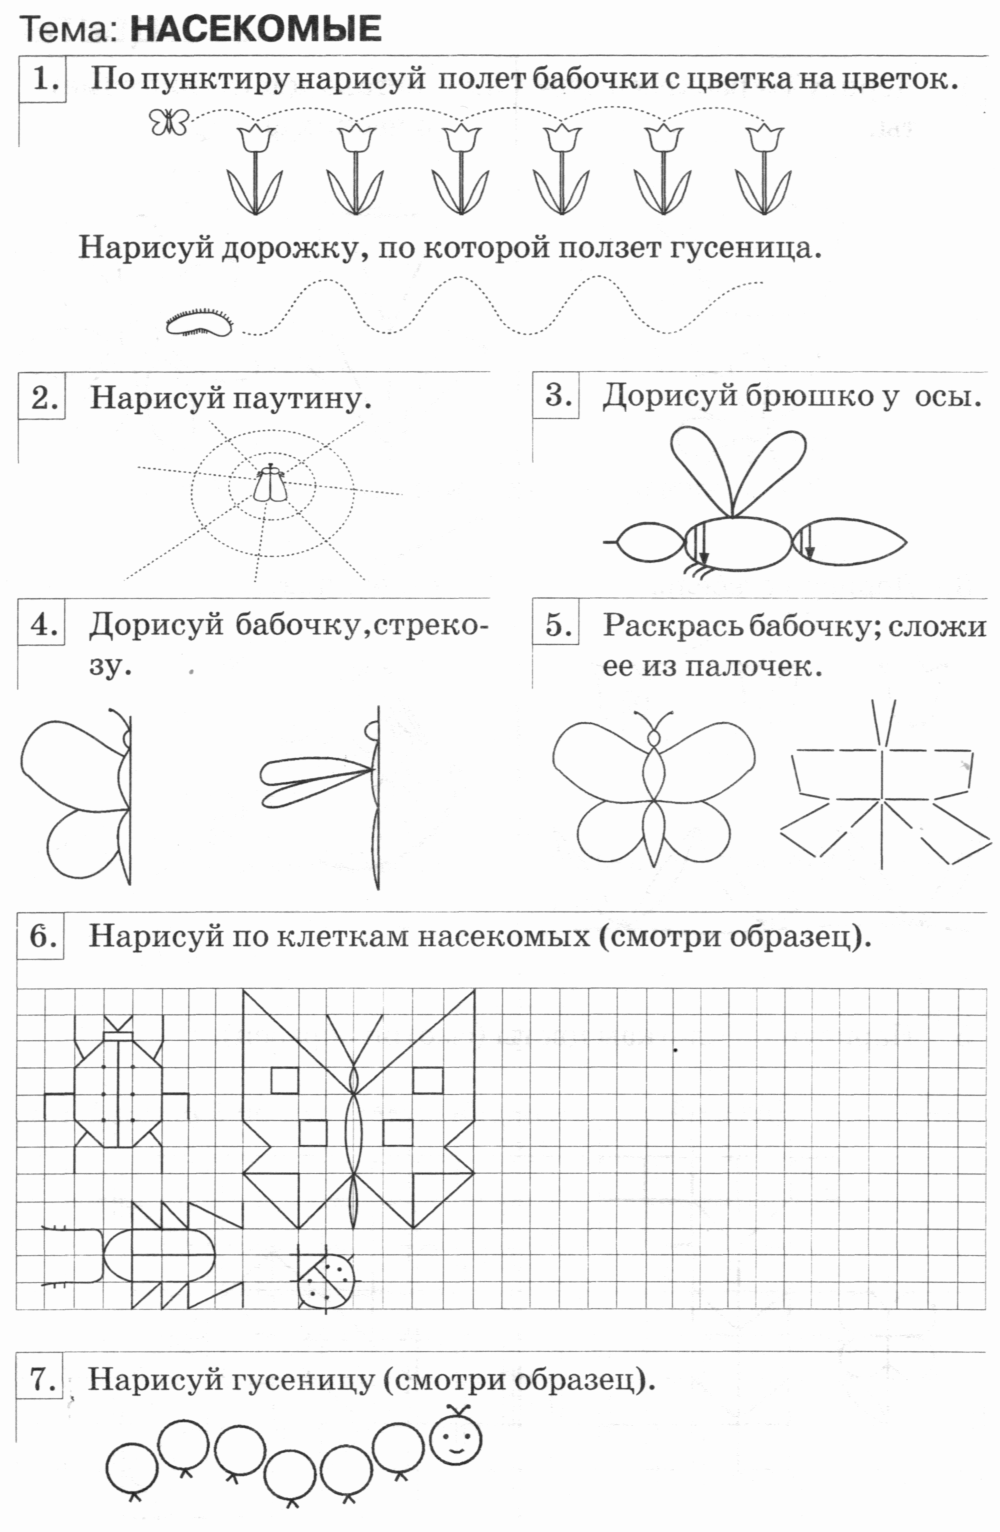 Тема: НАСЕКОМЫЕ
1. По пунктиру нарисуй полет бабочки с цветка на цветок.
Нарисуй дорожку, по которой ползет гусеница.
2. Нарисуй паутину.
3. Дорисуй брюшко у осы.
4. Дорисуй бабочку,стреко-
зу.
5. Раскрась бабочку; сложи
ее из палочек.
6. Нарисуй по клеткам насекомых (смотри образец).
7. Нарисуй гусеницу (смотри образец).